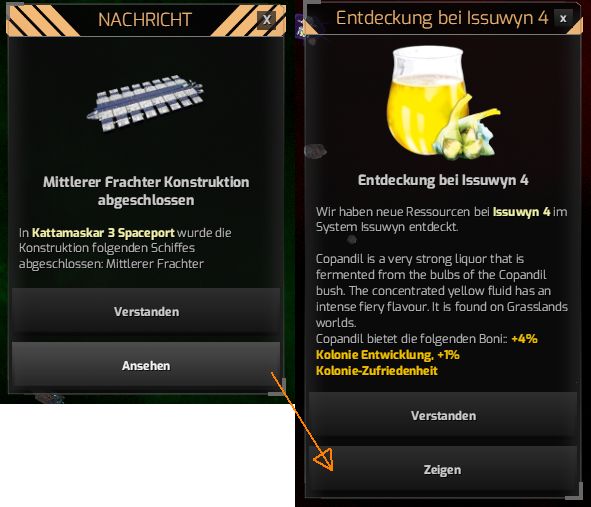 NACHRICHT
X
Mittlerer Frachter Konstruktion
abgeschlossen
In Kattamaskar 3 Spaceport wurde die
Konstruktion folgenden Schiffes
abgeschlossen: Mittlerer Frachter
Verstanden
Ansehen
Entdeckung bei Issuwyn 4
x
Entdeckung bei Issuwyn 4
Wir haben neue Ressourcen bei Issuwyn 4 im
System Issuwyn entdeckt.
Copandil is a very strong liquor that is
fermented from the bulbs of the Copandil
bush. The concentrated yellow fluid has an
intense fiery flavour. It is found on Grasslands
worlds.
Copandil bietet die folgenden Boni:: +4%
Kolonie Entwicklung, +1%
Kolonie-Zufriedenheit
Verstanden
Zeigen